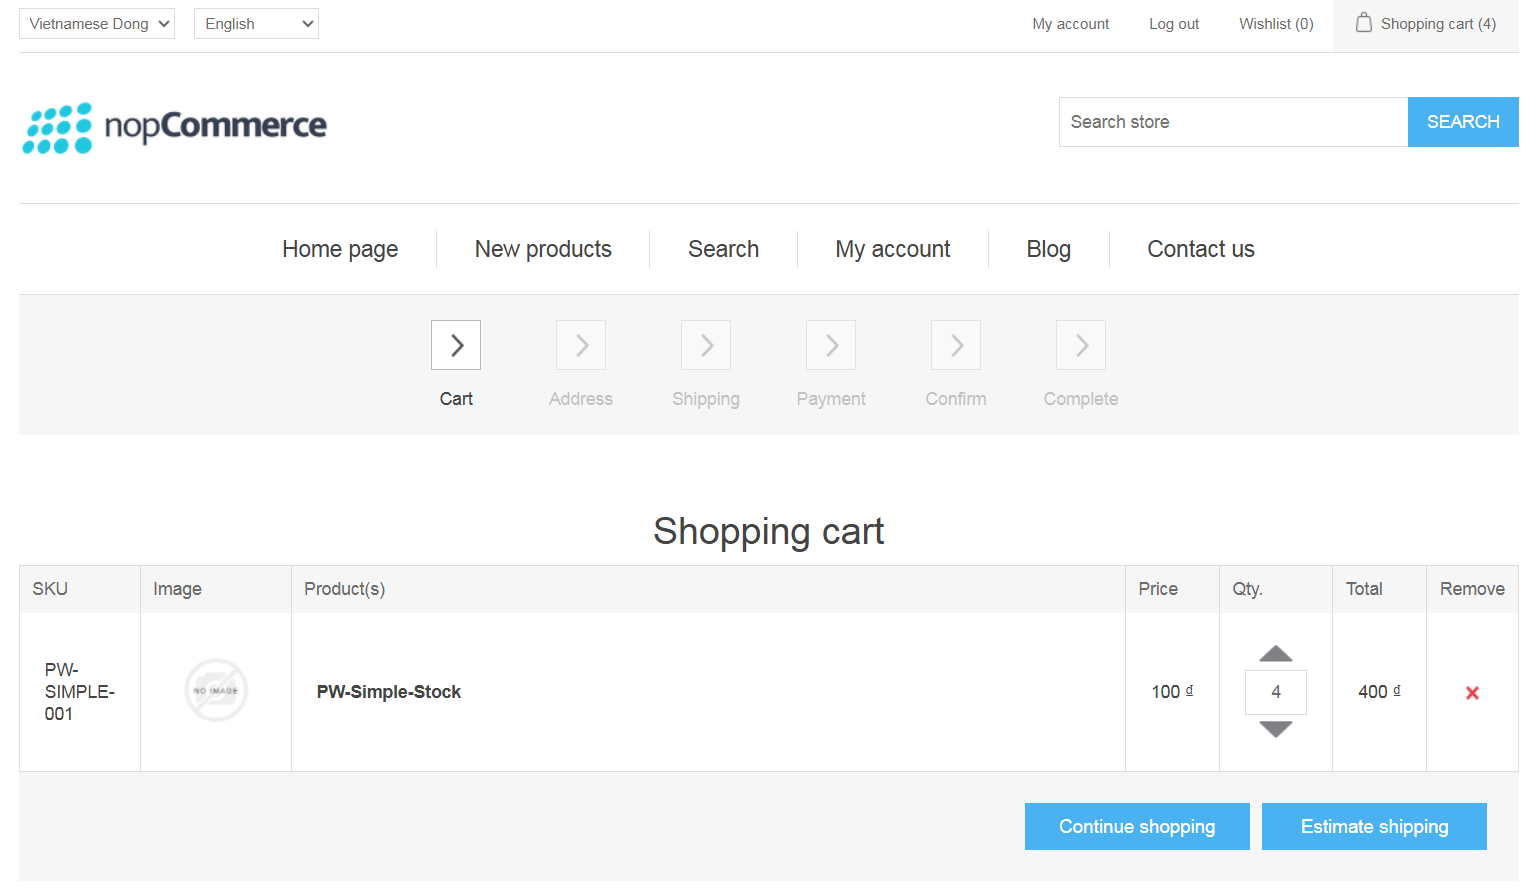 Vietnamese Dong English My account Log out Wishlist (0) Shopping cart (4)
nopCommerce Search store SEARCH
Home page New products Search My account Blog Contact us
Cart Address Shipping Payment Confirm Complete
Shopping cart
SKU Image Product(s) Price Qty. Total Remove
PW-
SIMPLE-
001
NO IMAGE
PW-Simple-Stock
100 ₫
4
400 ₫
Continue shopping Estimate shipping